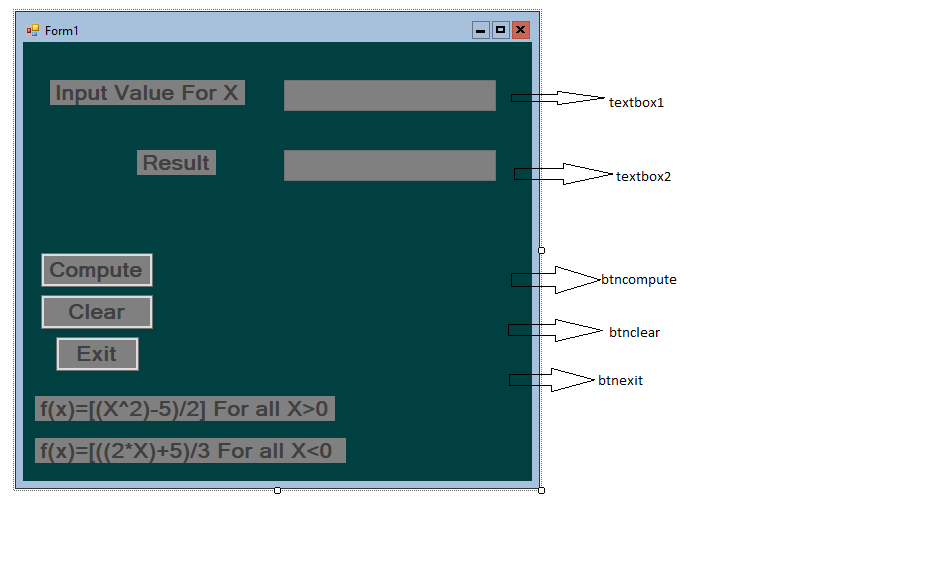 Form1
Input Value For X
textbox1
Result
textbox2
Compute
btncompute
Clear
btnclear
Exit
btnexit
f(x)=[(X^2)-5)/2] For all X>0
f(x)=[((2*X)+5)/3 For all X<0